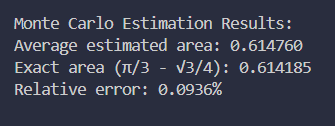 Monte Carlo Estimation Results:
Average estimated area: 0.614760
Exact area (π/3 - √3/4): 0.614185
Relative error: 0.0936%